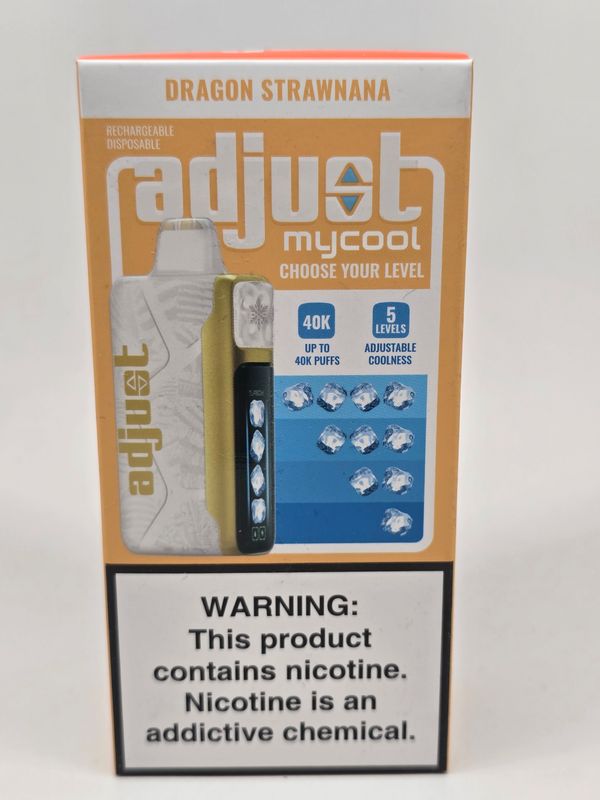 DRAGON STRAWNANA
RECHARGEABLE
DISPOSABLE
adjust
mycool
CHOOSE YOUR LEVEL
40K
5
LEVELS
UP TO
40K PUFFS
ADJUSTABLE
COOLNESS
adjust
WARNING:
This product
contains nicotine.
Nicotine is an
addictive chemical.